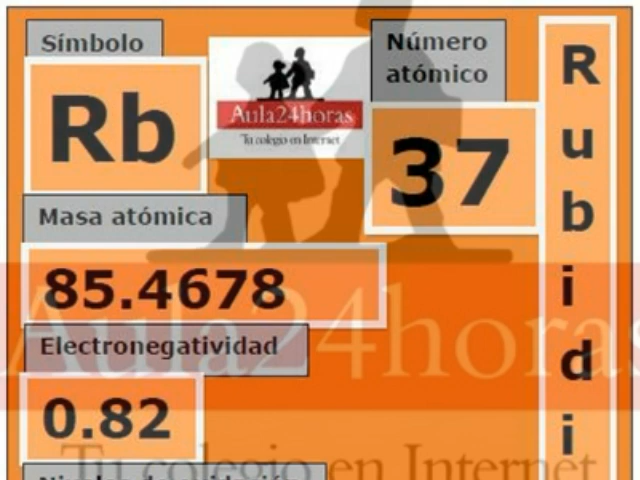 Símbolo
Rb
Aula24horas
Tu colegio en Internet
Número
atómico
37
Masa atómica
85.4678
Electronegatividad
0.82
R
u
b
i
d
i
Aula24horas
Tu colegio en Internet